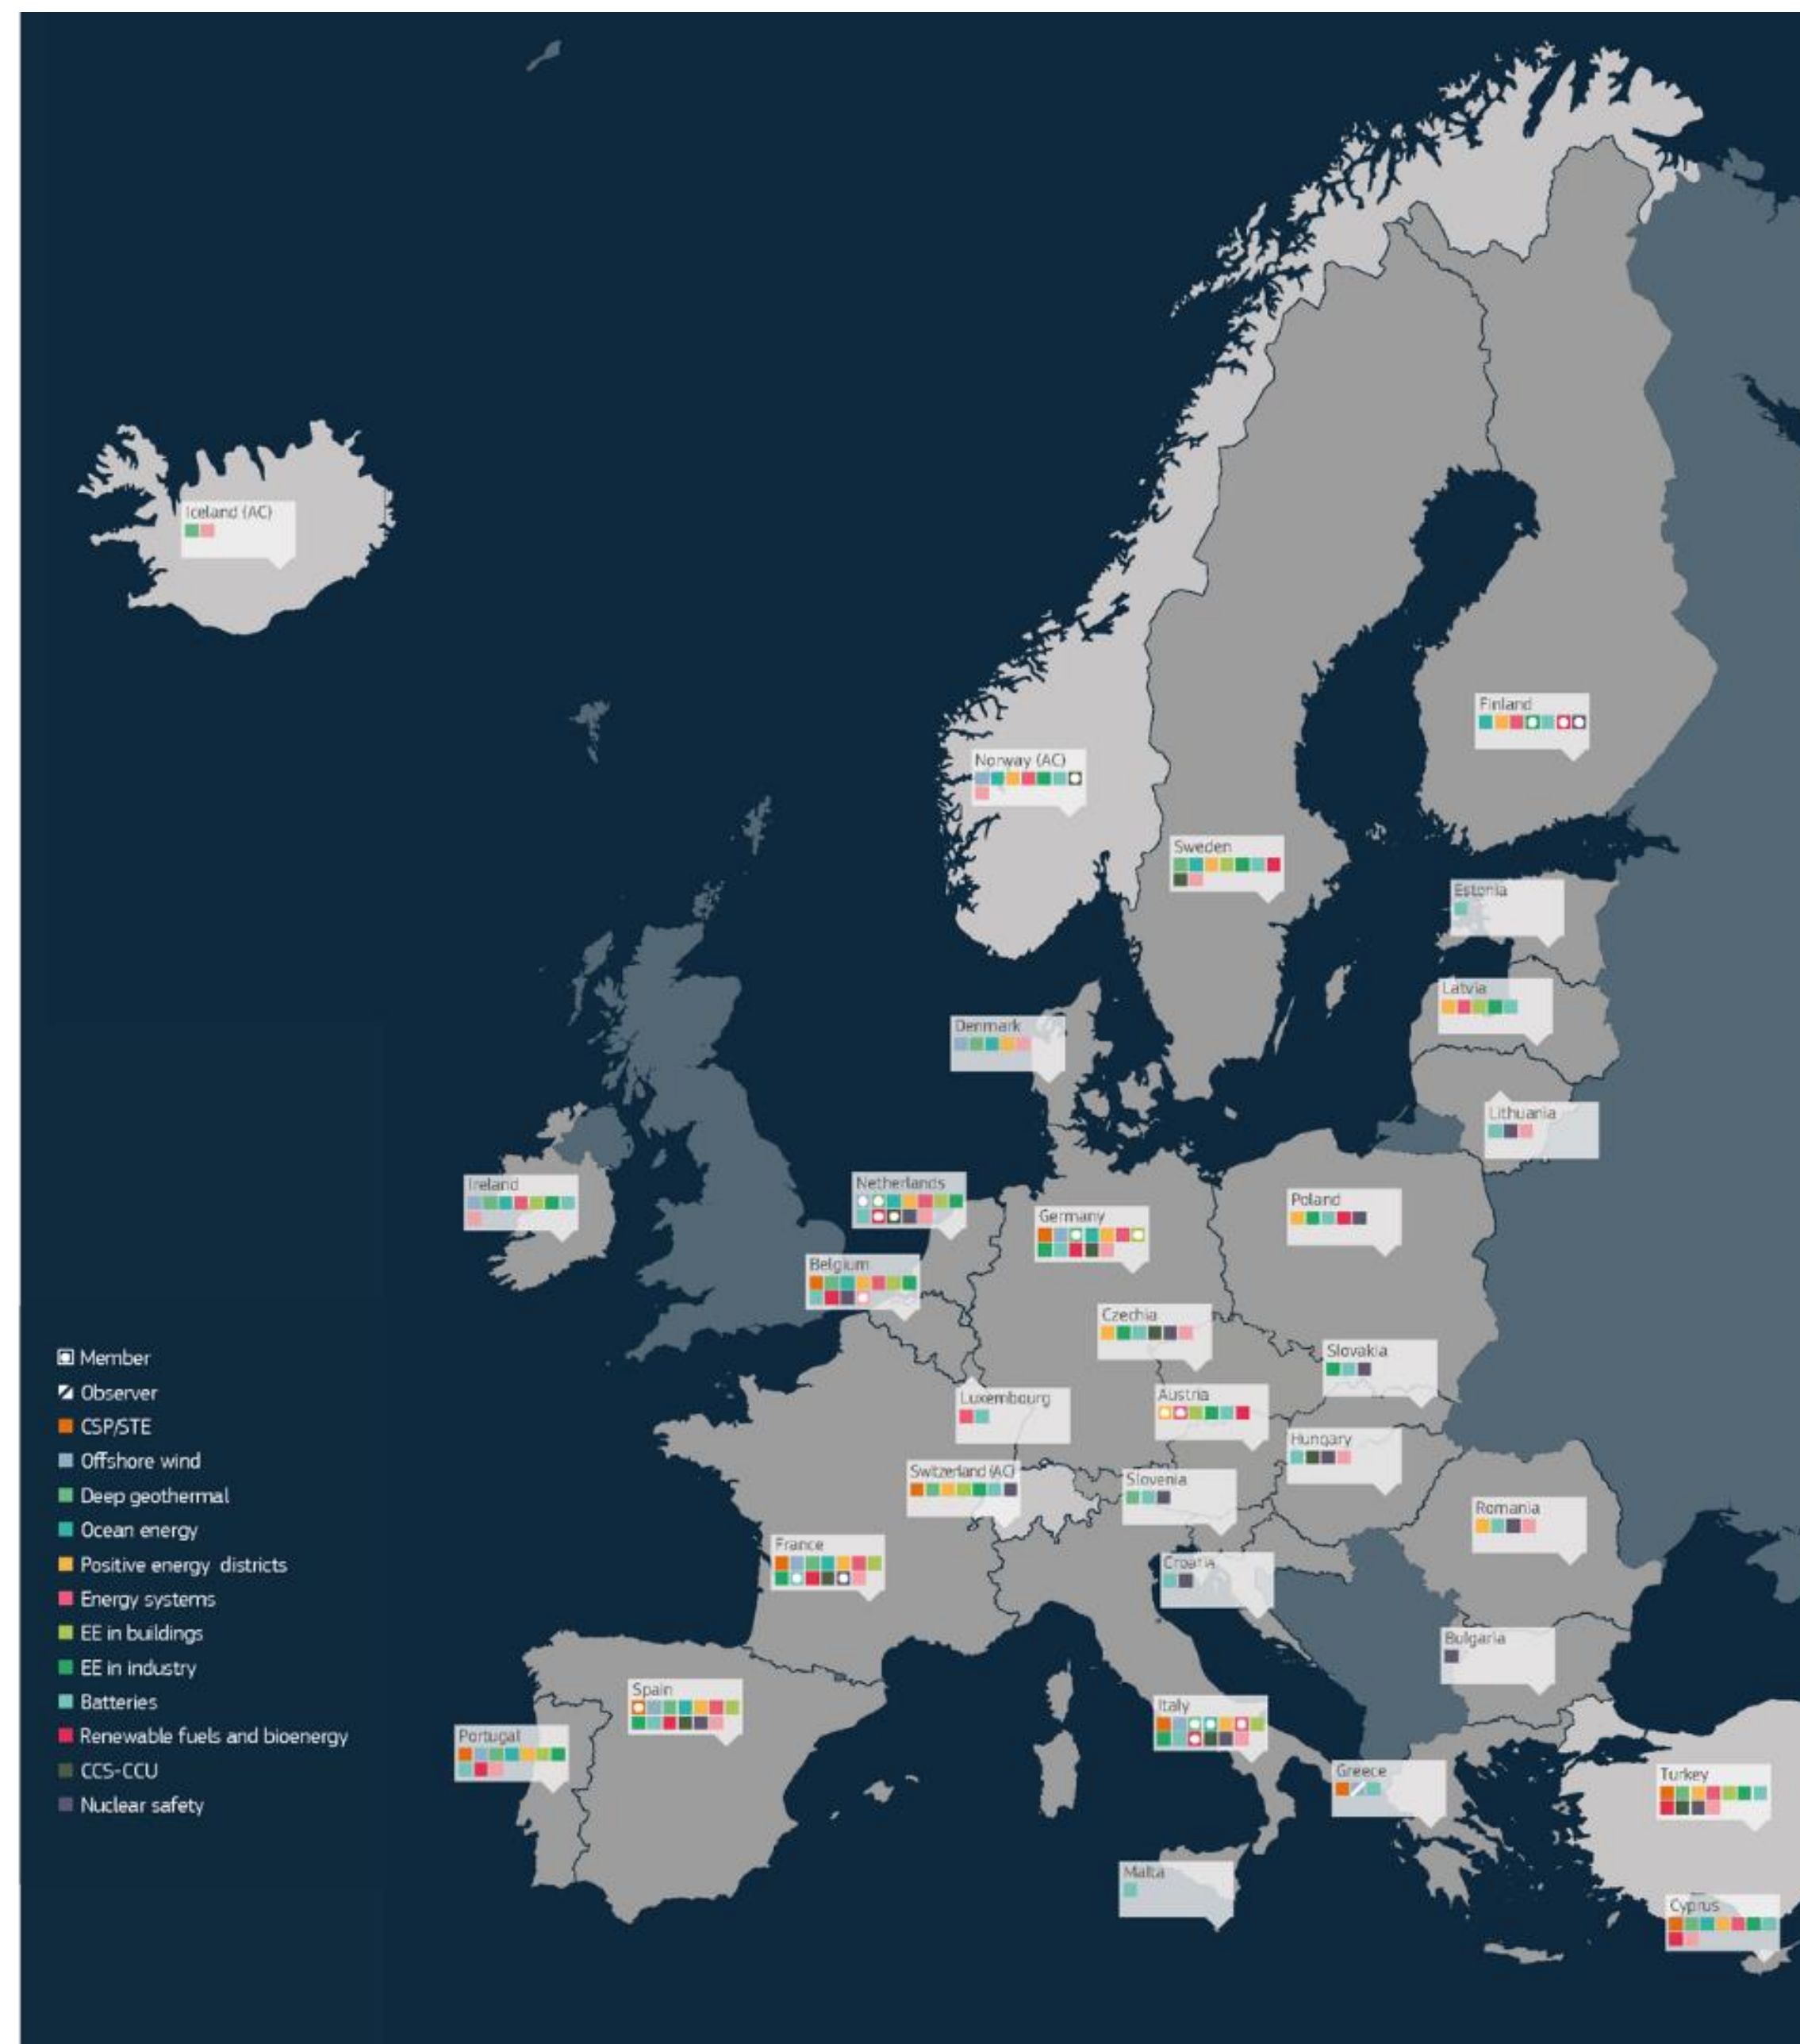 Iceland (AC)
Finland
Norway (AC)
Sweden
Estonia
Latvia
Denmark
Lithuania
Ireland
Netherlands
Poland
Germany
Belgium
Czechia
Slovakia
Luxembourg
Austria
Hungary
Switzerland (AC)
Slovenia
Romania
France
Croatia
Bulgaria
Spain
Italy
Portugal
Greece
Turkey
Malta
Cyprus
Member
Observer
CSP/STE
Offshore wind
Deep geothermal
Ocean energy
Positive energy districts
Energy systems
EE in buildings
EE in industry
Batteries
Renewable fuels and bioenergy
CCS-CCU
Nuclear safety